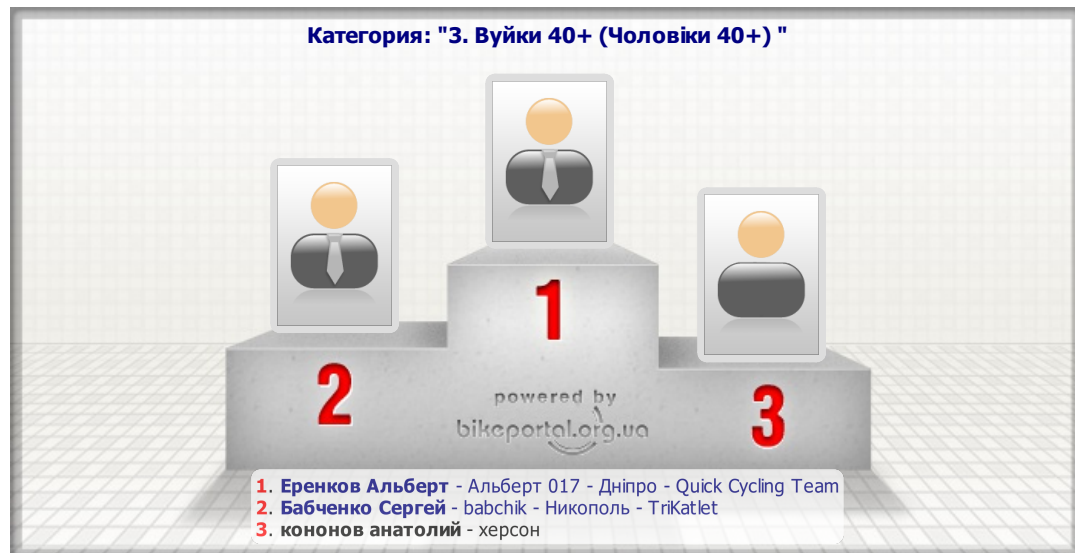 Категория: "3. Вуйки 40+ (Чоловіки 40+) "
1
2
3
powered by
bikeportal.org.ua
1. Еренков Альберт - Альберт 017 - Дніпро - Quick Cycling Team
2. Бабченко Сергей - babchik - Никополь - TriKatlet
3. кононов анатолий - херсон